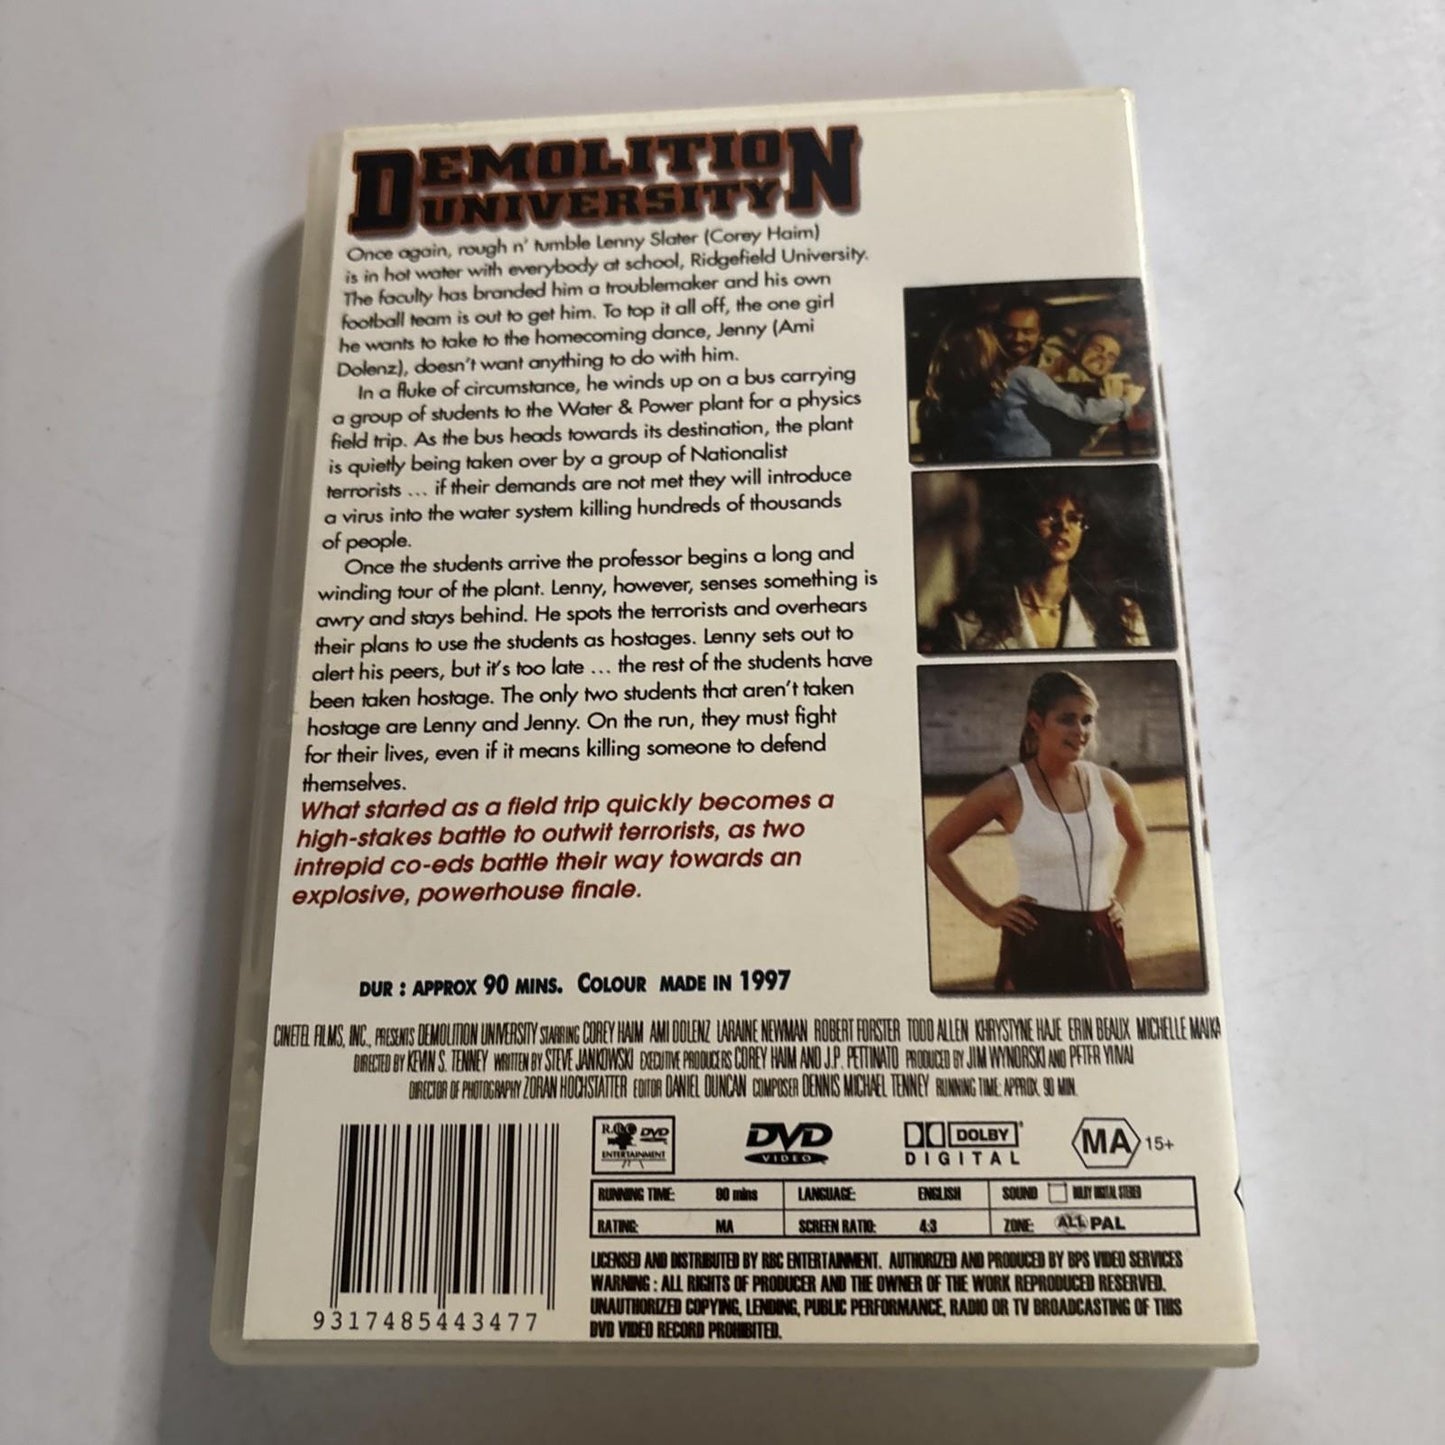 DEMOLITION
UNIVERSITY
Once again, rough n' tumble Lenny Slater (Corey Haim)
is in hot water with everybody at school, Ridgefield University.
The faculty has branded him a troublemaker and his own
football team is out to get him. To top it all off, the one girl
he wants to take to the homecoming dance, Jenny (Ami
Dolenz), doesn't want anything to do with him.
In a fluke of circumstance, he winds up on a bus carrying
a group of students to the Water & Power plant for a physics
field trip. As the bus heads towards its destination, the plant
is quietly being taken over by a group of Nationalist
terrorists ... if their demands are not met they will introduce
a virus into the water system killing hundreds of thousands
of people.
Once the students arrive the professor begins a long and
winding tour of the plant. Lenny, however, senses something is
awry and stays behind. He spots the terrorists and overhears
their plans to use the students as hostages. Lenny sets out to
alert his peers, but it's too late ... the rest of the students have
been taken hostage. The only two students that aren't taken
hostage are Lenny and Jenny. On the run, they must fight
for their lives, even if it means killing someone to defend
themselves.
What started as a field trip quickly becomes a
high-stakes battle to outwit terrorists, as two
intrepid co-eds battle their way towards an
explosive, powerhouse finale.
DUR : APPROX 90 MINS. COLOUR MADE IN 1997
CINETEL FILMS, INC., PRESENTS DEMOLITION UNIVERSITY STARRING COREY HAIM AMI DOLENZ LARAINE NEWMAN ROBERT FORSTER TODD ALLEN KHRYSTYNE HAJE ERIN BEAUX MICHELLE MAIKA
DIRECTED BY KEVIN S. TENNEY WRITTEN BY STEVE JANKOWSKI EXECUTIVE PRODUCERS COREY HAIM AND J.P. PETTINATO PRODUCED BY JIM WYNORSKI AND PETER YUVAL
DIRECTOR OF PHOTOGRAPHY ZORAN HOCHSTATTER EDITOR DANIEL DUNCAN COMPOSER DENNIS MICHAEL TENNEY RUNNING TIME: APPROX. 90 MIN.
DVD ENTERTAINMENT
DVD VIDEO
DOLBY DIGITAL
MA 15+
RUNNING TIME: 90 mins LANGUAGE: ENGLISH SOUND DOLBY DIGITAL STEREO
RATING: MA SCREEN RATIO: 4:3 ZONE: ALL PAL
LICENSED AND DISTRIBUTED BY RBC ENTERTAINMENT. AUTHORIZED AND PRODUCED BY BPS VIDEO SERVICES
WARNING : ALL RIGHTS OF PRODUCER AND THE OWNER OF THE WORK REPRODUCED RESERVED.
UNAUTHORIZED COPYING, LENDING, PUBLIC PERFORMANCE, RADIO OR TV BROADCASTING OF THIS
DVD VIDEO RECORD PROHIBITED.
9317485443477